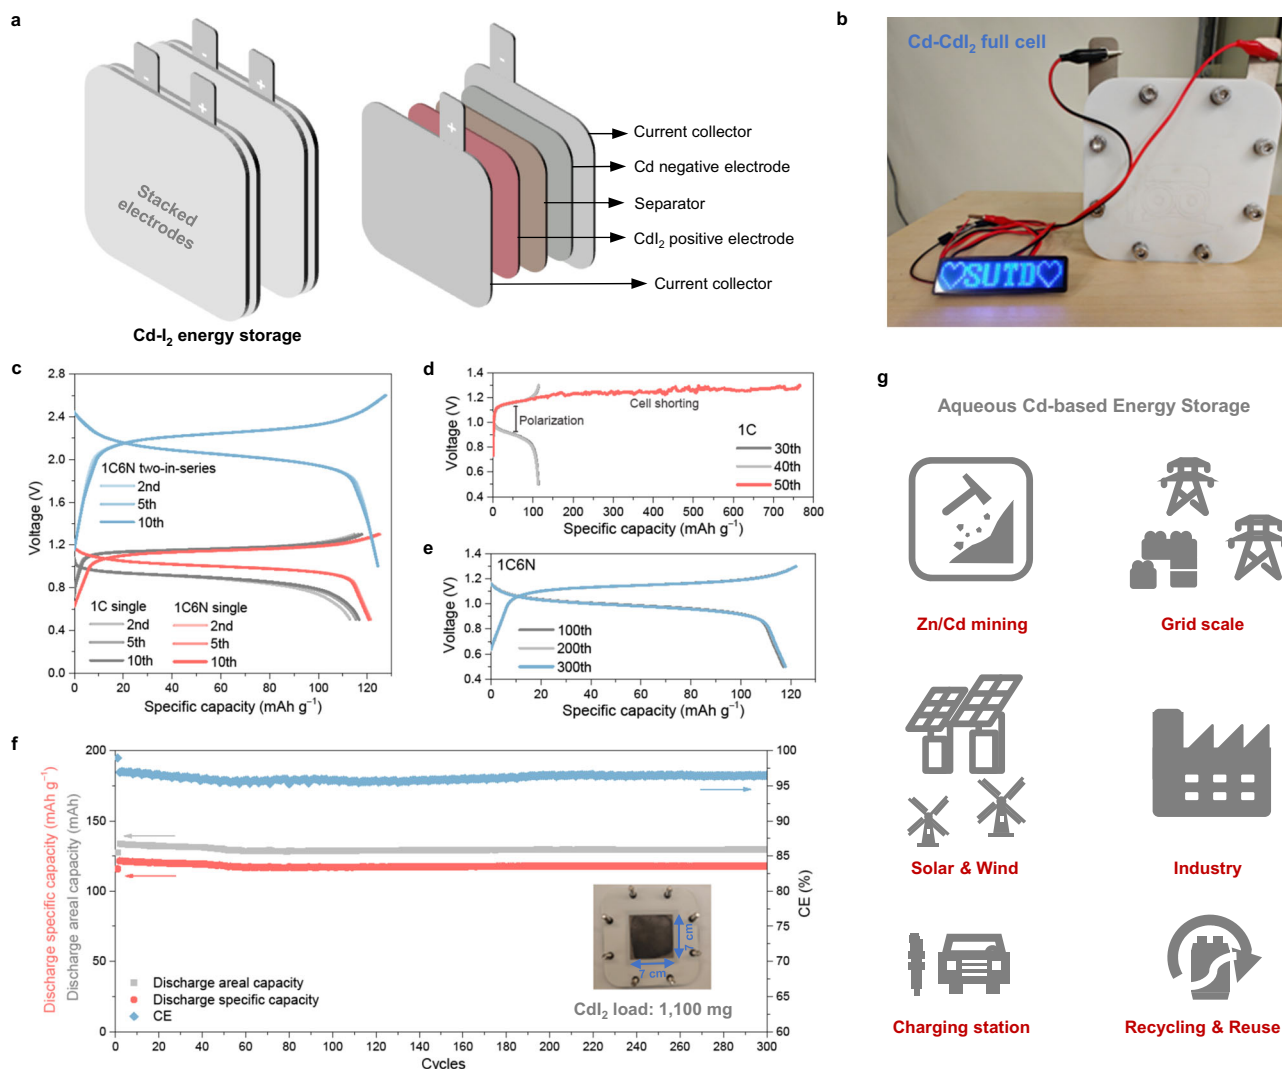 a
-
-
+
+
Stacked
electrodes
Cd-I₂ energy storage
-
+
Current collector
Cd negative electrode
Separator
CdI₂ positive electrode
Current collector
b
Cd-CdI₂ full cell
♡SUTD♡
c
Voltage (V)
2.8
2.4
2.0
1.6
1.2
0.8
0.4
0.0
1C6N two-in-series
2nd
5th
10th
1C single
2nd
5th
10th
1C6N single
2nd
5th
10th
0 20 40 60 80 100 120
Specific capacity (mAh g⁻¹)
d
Voltage (V)
1.4
1.2
1.0
0.8
0.6
0.4
Polarization
Cell shorting
1C
30th
40th
50th
0 100 200 300 400 500 600 700 800
Specific capacity (mAh g⁻¹)
e
Voltage (V)
1.4
1.2
1.0
0.8
0.6
0.4
1C6N
100th
200th
300th
0 20 40 60 80 100 120
Specific capacity (mAh g⁻¹)
f
Discharge specific capacity (mAh g⁻¹)
Discharge areal capacity (mAh)
200
150
100
50
0
Discharge areal capacity
Discharge specific capacity
CE
7 cm
7 cm
CdI₂ load: 1,100 mg
100
95
90
85
80
75
70
65
60
CE (%)
0 20 40 60 80 100 120 140 160 180 200 220 240 260 280 300
Cycles
g
Aqueous Cd-based Energy Storage
Zn/Cd mining
Grid scale
Solar & Wind
Industry
Charging station
Recycling & Reuse